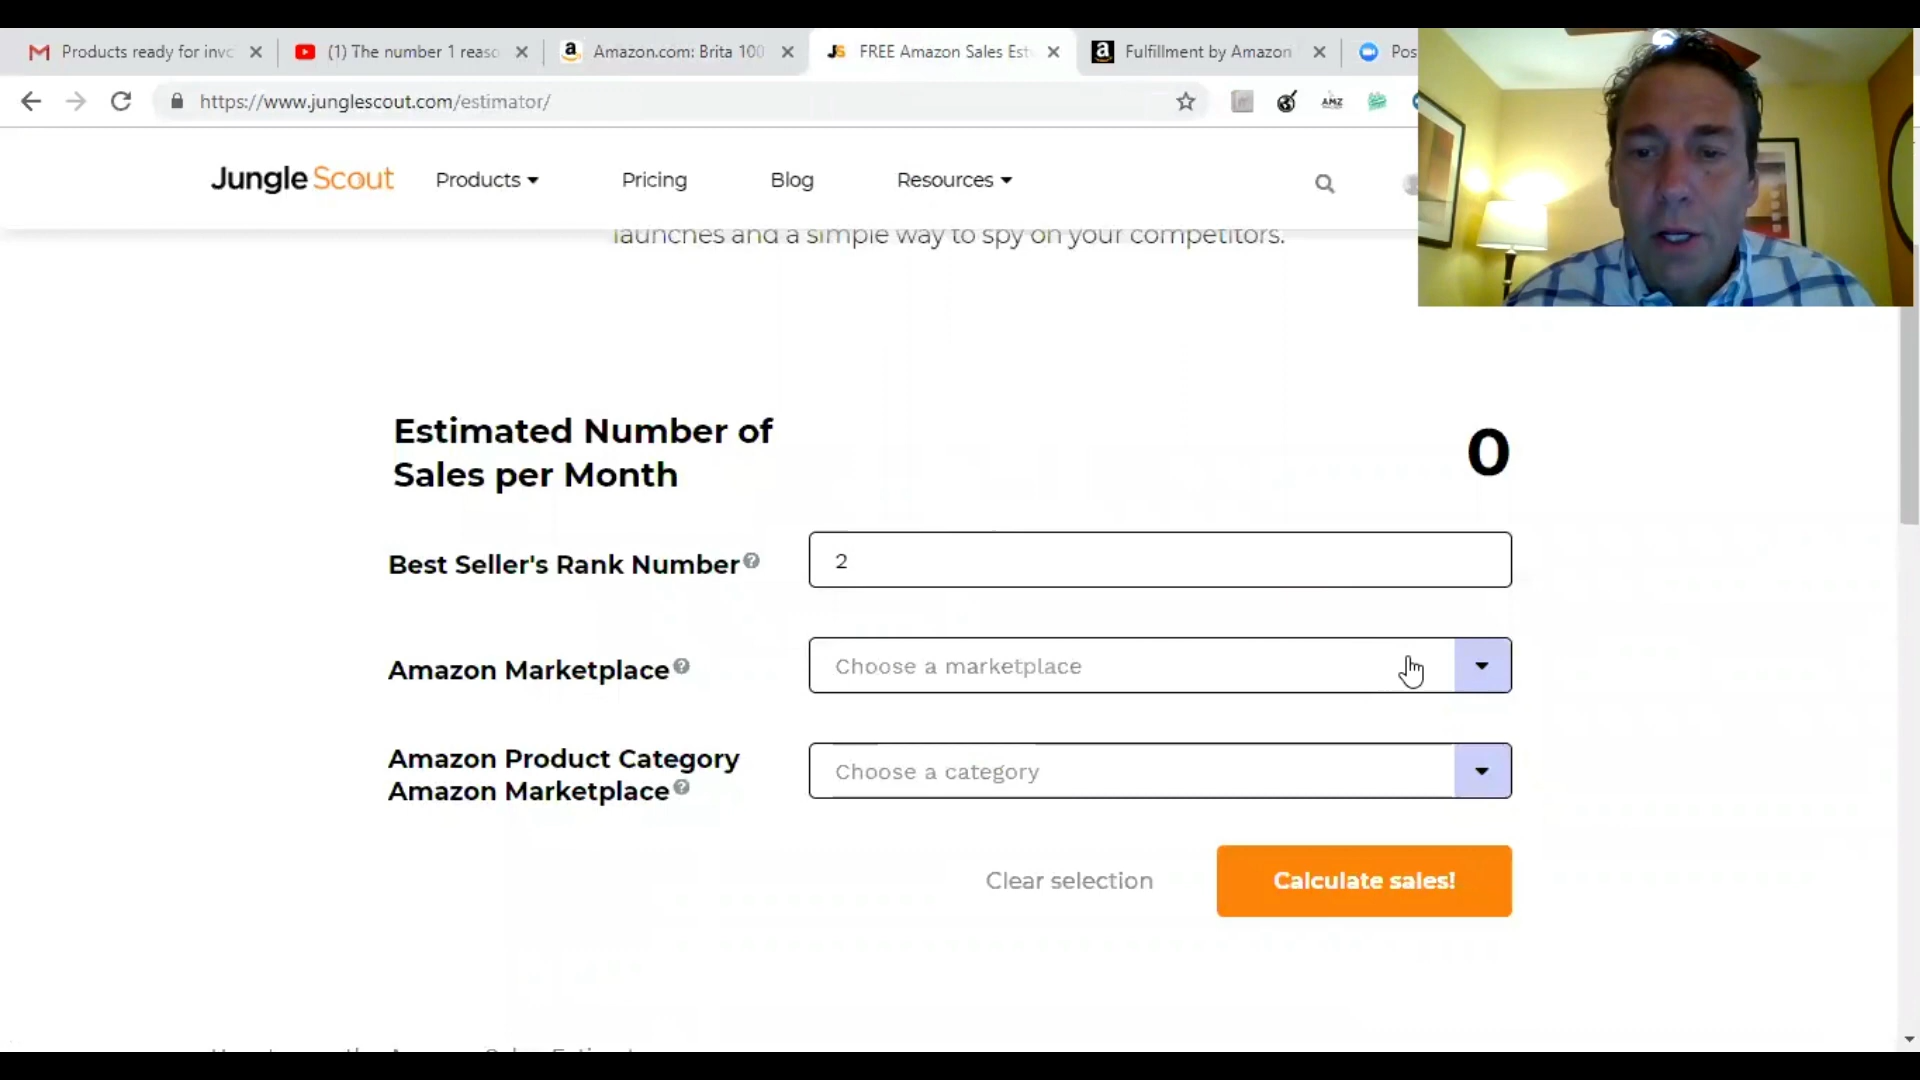 Products ready for invc
(1) The number 1 reaso
Amazon.com: Brita 100
FREE Amazon Sales Est
Fulfillment by Amazon
Pos
https://www.junglescout.com/estimator/
AMZ
Jungle Scout
Products
Pricing
Blog
Resources
launches and a simple way to spy on your competitors.
Estimated Number of
Sales per Month
0
Best Seller's Rank Number
2
Amazon Marketplace
Choose a marketplace
Amazon Product Category
Amazon Marketplace
Choose a category
Clear selection
Calculate sales!